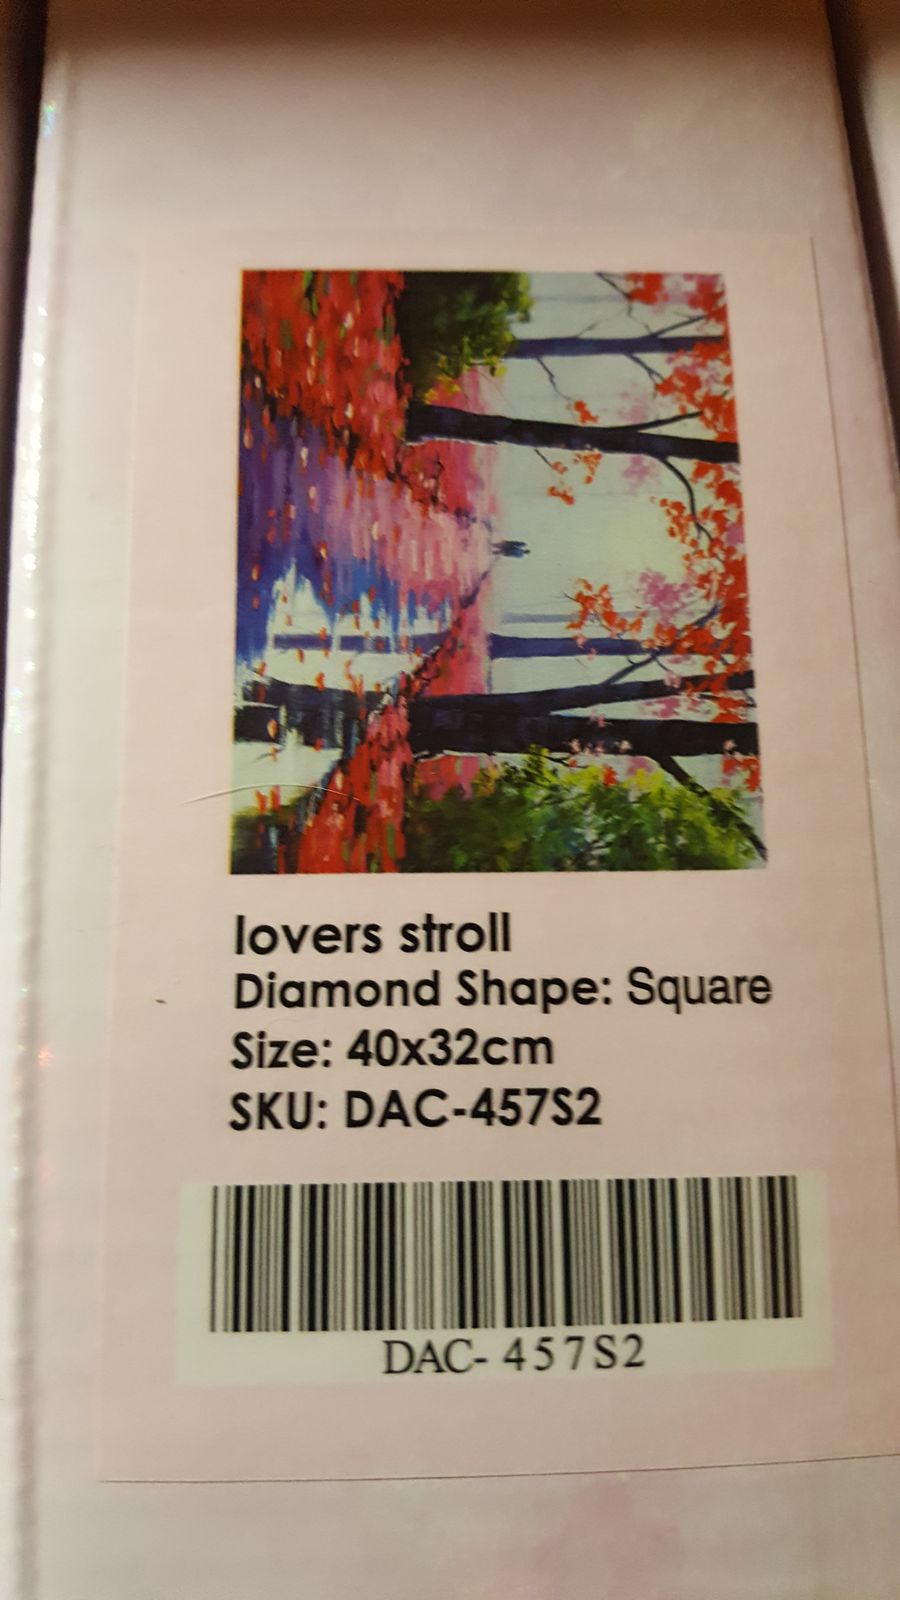 lovers stroll
Diamond Shape: Square
Size: 40x32cm
SKU: DAC-457S2
DAC- 457S2